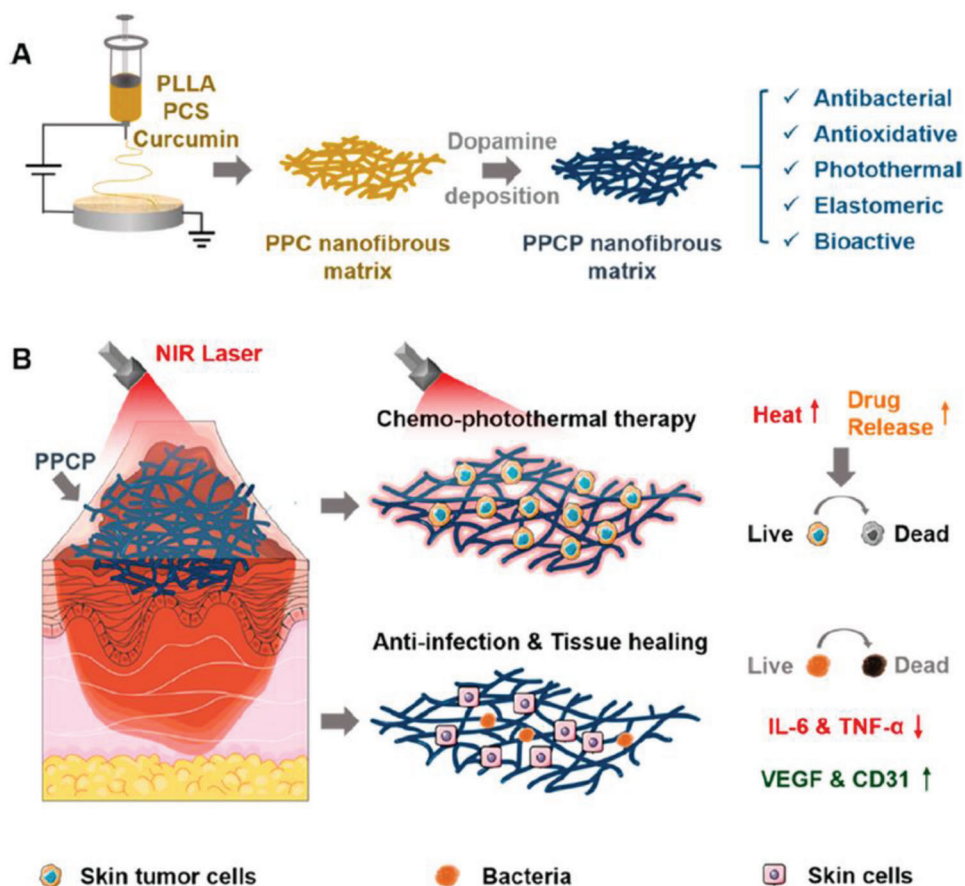 A
PLLA
PCS
Curcumin
Dopamine
deposition
PPC nanofibrous
matrix
PPCP nanofibrous
matrix
✓ Antibacterial
✓ Antioxidative
✓ Photothermal
✓ Elastomeric
✓ Bioactive
B
NIR Laser
PPCP
Chemo-photothermal therapy
Heat ↑
Drug
Release ↑
Live
Dead
Anti-infection & Tissue healing
Live
Dead
IL-6 & TNF-α ↓
VEGF & CD31 ↑
Skin tumor cells
Bacteria
Skin cells